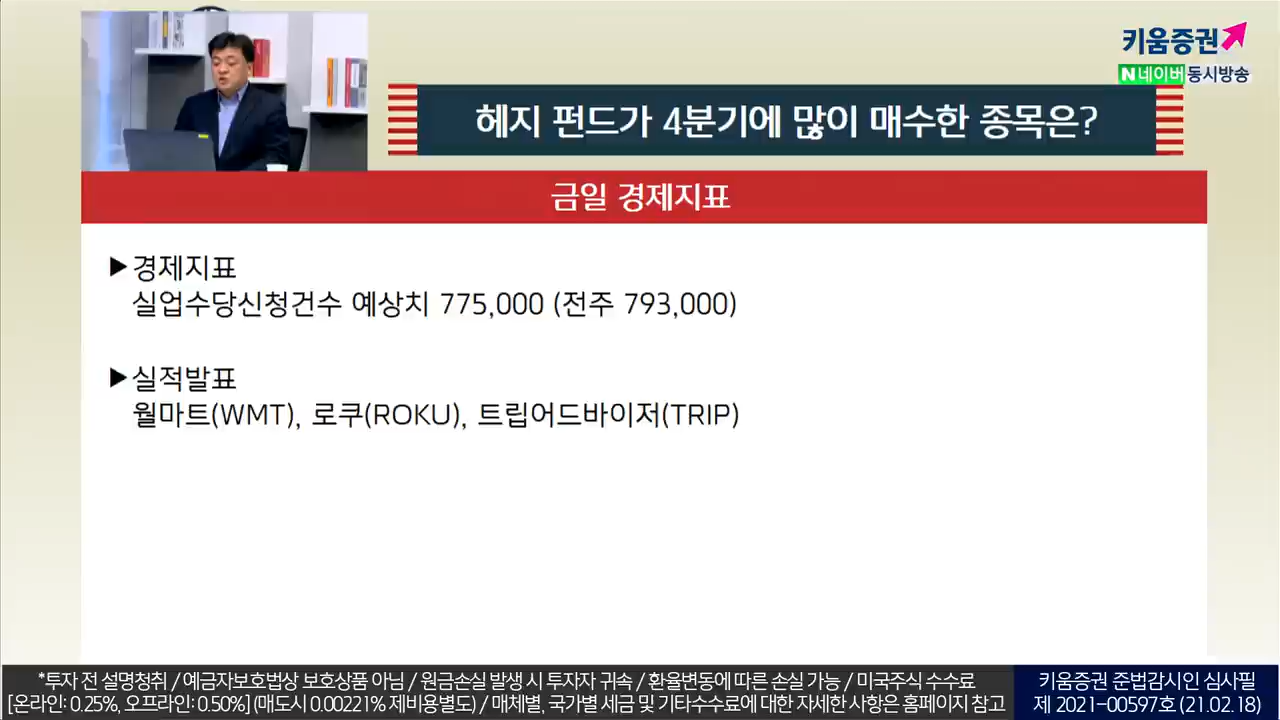 키움증권
N네이버 동시방송
헤지 펀드가 4분기에 많이 매수한 종목은?
금일 경제지표
▶경제지표
실업수당신청건수 예상치 775,000 (전주 793,000)
▶실적발표
월마트(WMT), 로쿠(ROKU), 트립어드바이저(TRIP)
*투자 전 설명청취 / 예금자보호법상 보호상품 아님 / 원금손실 발생 시 투자자 귀속 / 환율변동에 따른 손실 가능 / 미국주식 수수료
[온라인: 0.25%, 오프라인: 0.50%] (매도시 0.00221% 제비용별도) / 매체별, 국가별 세금 및 기타수수료에 대한 자세한 사항은 홈페이지 참고
키움증권 준법감시인 심사필
제 2021-00597호 (21.02.18)